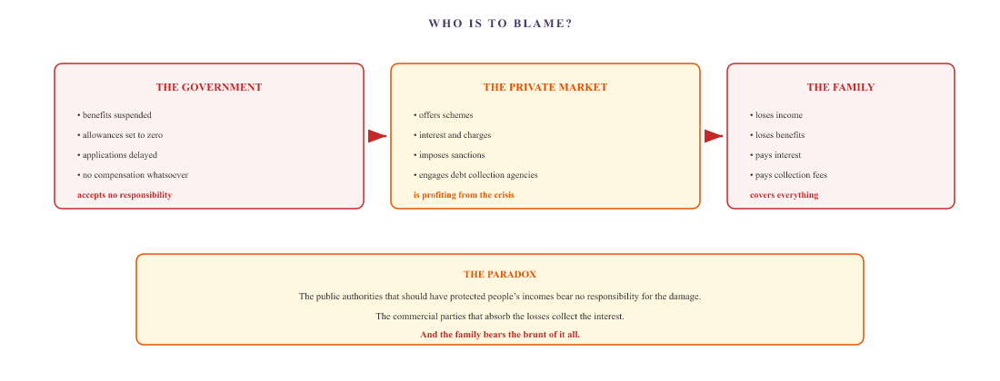 WHO IS TO BLAME?
THE GOVERNMENT
• benefits suspended
• allowances set to zero
• applications delayed
• no compensation whatsoever
accepts no responsibility
THE PRIVATE MARKET
• offers schemes
• interest and charges
• imposes sanctions
• engages debt collection agencies
is profiting from the crisis
THE FAMILY
• loses income
• loses benefits
• pays interest
• pays collection fees
covers everything
THE PARADOX
The public authorities that should have protected people’s incomes bear no responsibility for the damage.
The commercial parties that absorb the losses collect the interest.
And the family bears the brunt of it all.